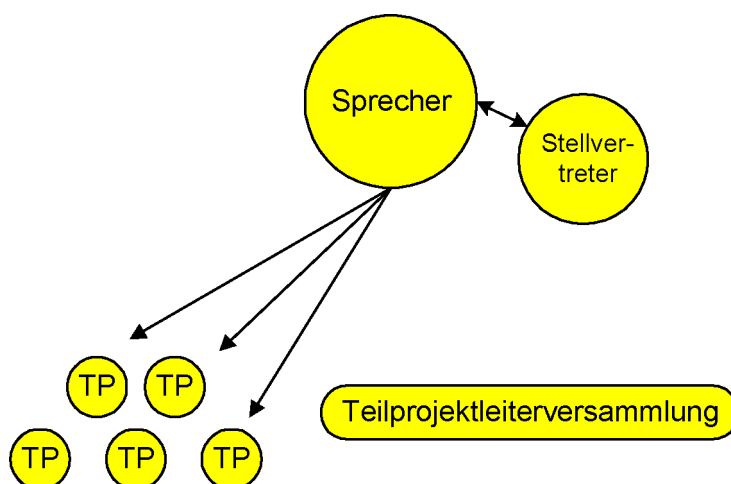 Sprecher
Stellver-
treter
TP TP
Teilprojektleiterversammlung
TP TP TP